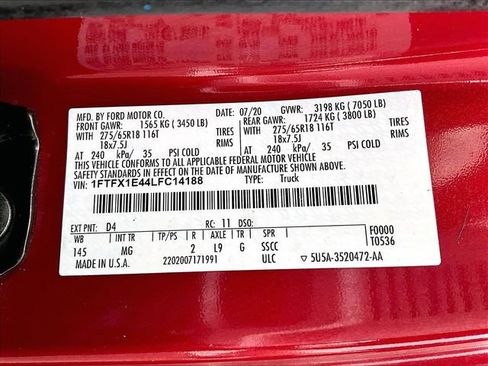 MFD. BY FORD MOTOR CO. 07/20 GVWR: 3198 KG ( 7050 LB)
FRONT GAWR: 1565 KG ( 3450 LB) REAR GAWR: 1724 KG ( 3800 LB)
275/65R18 116T TIRES 275/65R18 116T TIRES
18x7.5J RIMS 18x7.5J RIMS
AT 240 kPa/ 35 PSI COLD AT 240 kPa/ 35 PSI COLD
THIS VEHICLE CONFORMS TO ALL APPLICABLE FEDERAL MOTOR VEHICLE
SAFETY STANDARDS IN EFFECT ON THE DATE OF MANUFACTURE SHOWN ABOVE.
VIN: 1FTFX1E44LFC14188 TYPE: Truck
EXT PNT: D4 RC: 11 DSO: F0000
WB INT TR TP/PS R AXLE TR SPR T0536
145 MG 2 L9 G SSCC
MADE IN U.S.A. 2202007171991 ULC 5U5A-3520472-AA